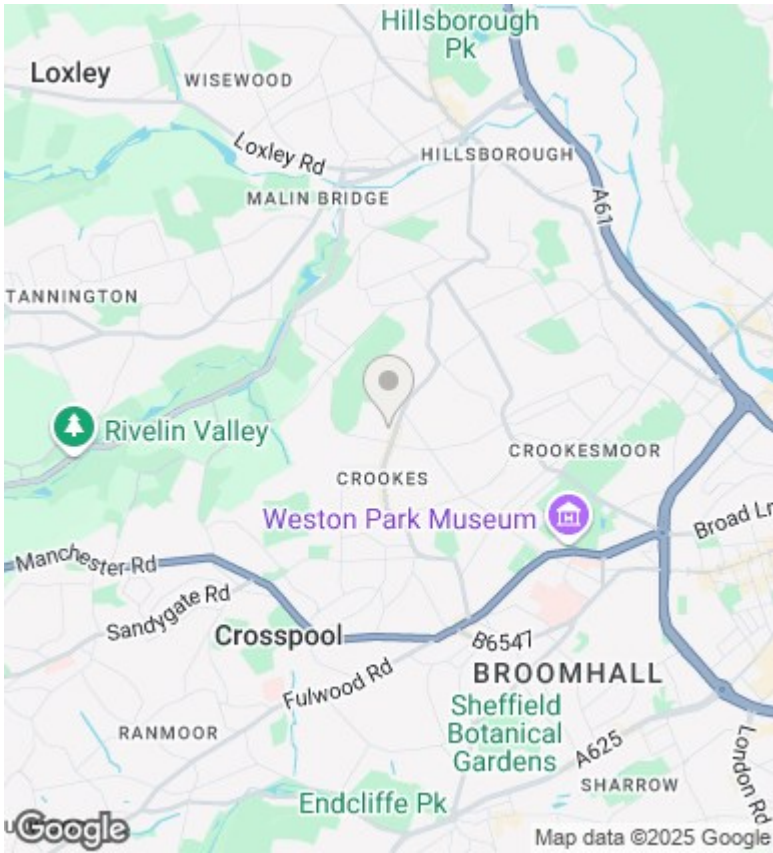 Hillsborough
Pk
Loxley
WISEWOOD
Loxley Rd
HILLSBOROUGH
MALIN BRIDGE
A61
TANNINGTON
Rivelin Valley
CROOKESMOOR
CROOKES
Weston Park Museum
Broad Ln
Manchester Rd
Sandygate Rd
Crosspool
B6547
BROOMHALL
Fulwood Rd
Sheffield
Botanical
Gardens
RANMOOR
A625
London Rd
SHARROW
Endcliffe Pk
Google
Map data ©2025 Google